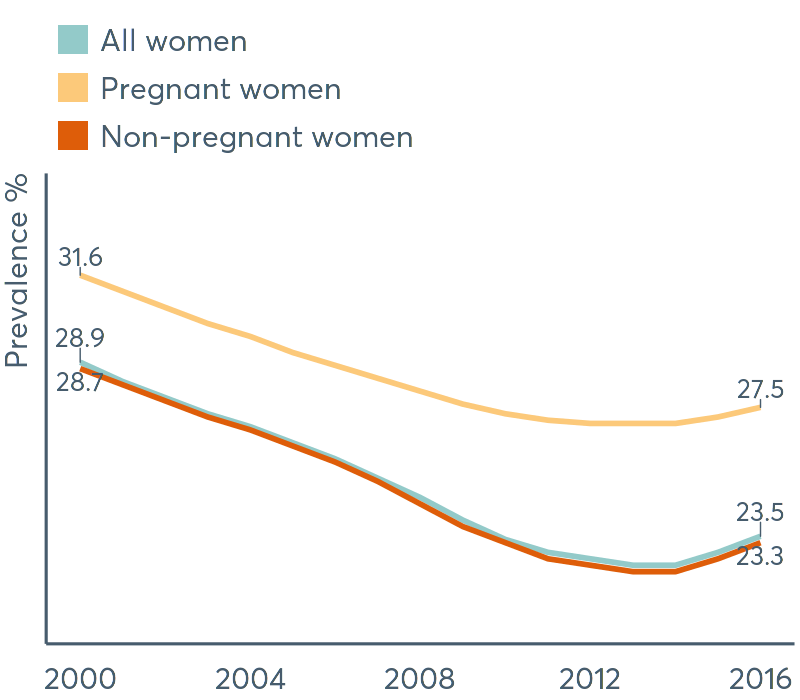 All women
Pregnant women
Non-pregnant women
Prevalence %
31.6
28.9
28.7
27.5
23.5
23.3
2000 2004 2008 2012 2016